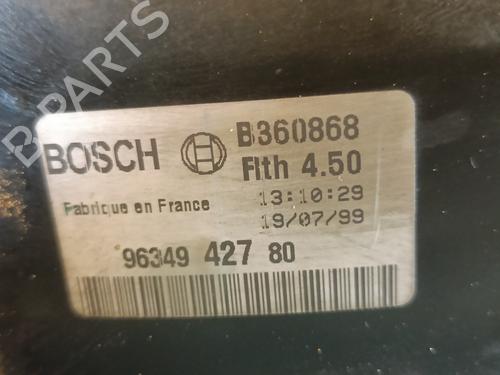 B PARTS
BOSCH B360868
Flth 4.50
13:10:29
Fabrique en France
19/07/99
96349 427 80